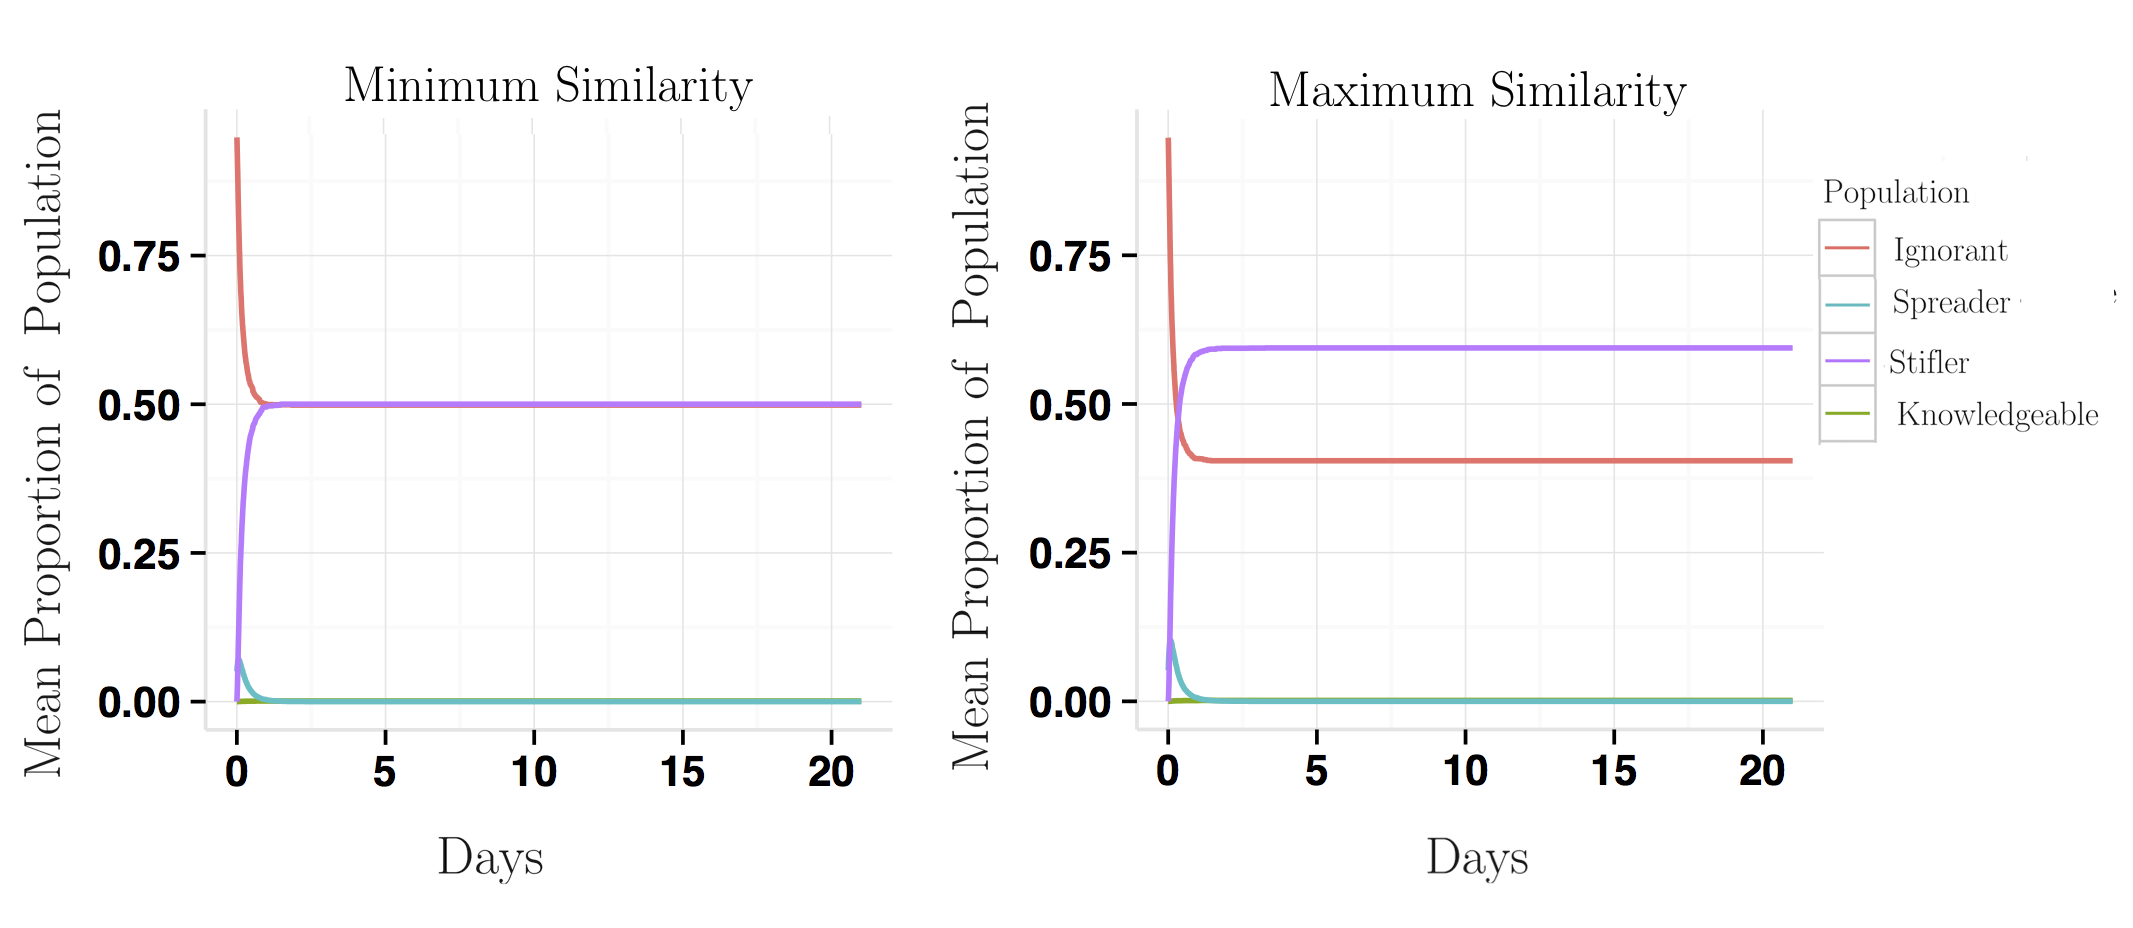 Minimum Similarity
Mean Proportion of Population
0.75
0.50
0.25
0.00
0 5 10 15 20
Days
Maximum Similarity
Mean Proportion of Population
0.75
0.50
0.25
0.00
0 5 10 15 20
Days
Population
Ignorant
Spreader
Stifler
Knowledgeable